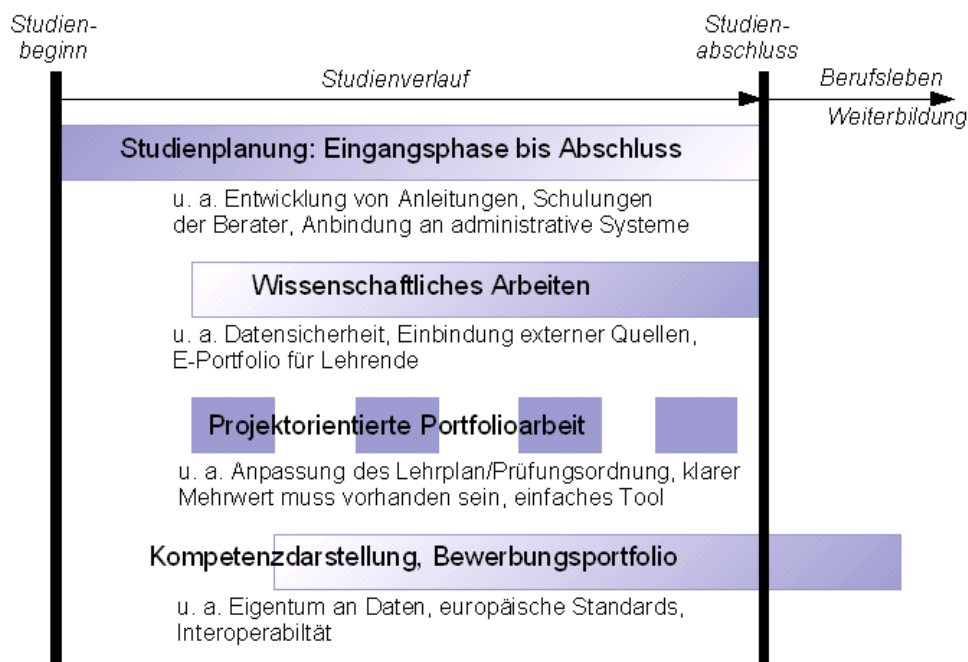 Studien-
beginn
Studien-
abschluss
Studienverlauf
Berufsleben
Weiterbildung
Studienplanung: Eingangsphase bis Abschluss
u. a. Entwicklung von Anleitungen, Schulungen
der Berater, Anbindung an administrative Systeme
Wissenschaftliches Arbeiten
u. a. Datensicherheit, Einbindung externer Quellen,
E-Portfolio für Lehrende
Projektorientierte Portfolioarbeit
u. a. Anpassung des Lehrplan/Prüfungsordnung, klarer
Mehrwert muss vorhanden sein, einfaches Tool
Kompetenzdarstellung, Bewerbungsportfolio
u. a. Eigentum an Daten, europäische Standards,
Interoperabiltät